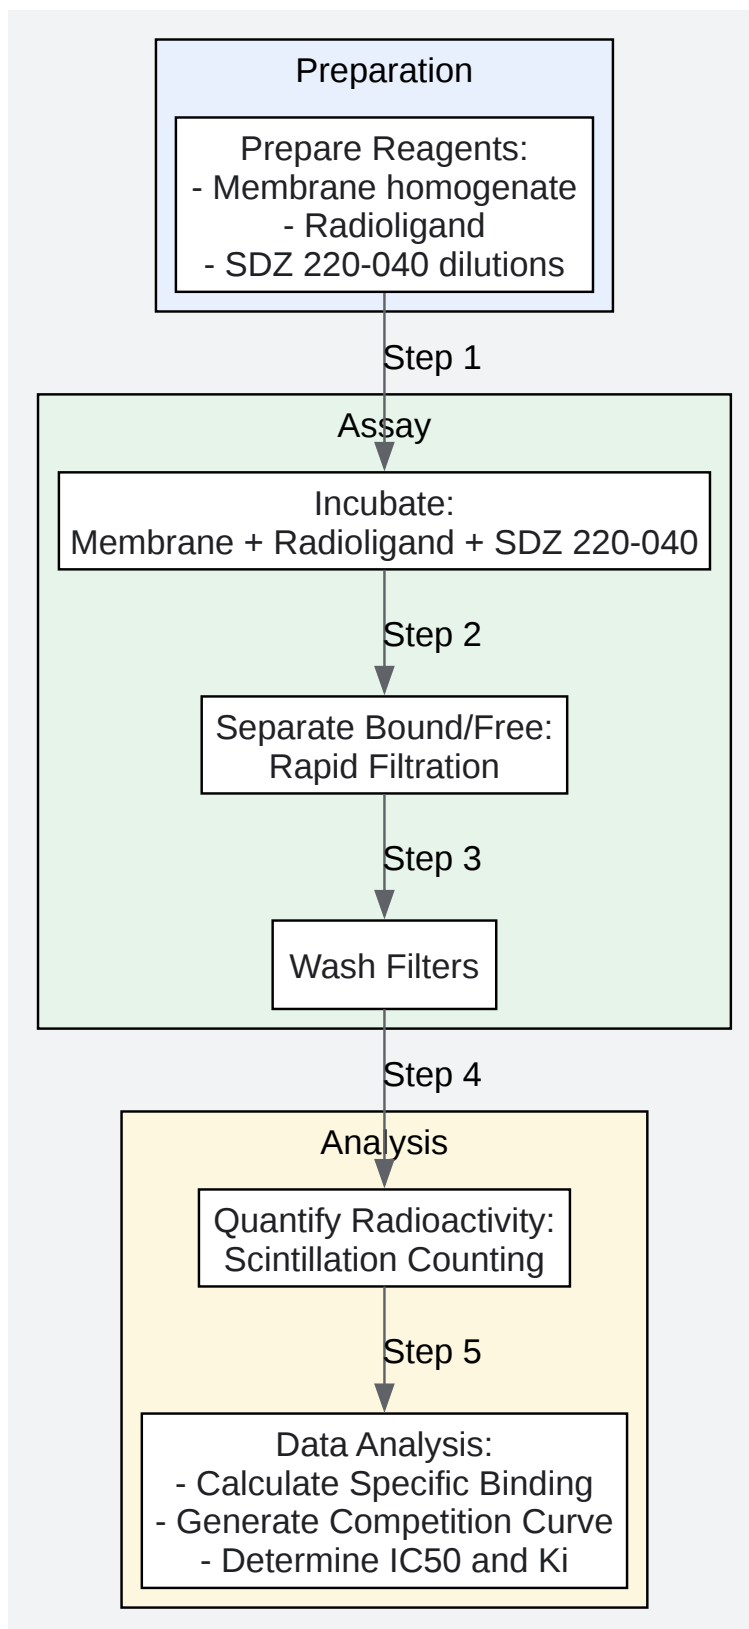 Preparation
Prepare Reagents:
- Membrane homogenate
- Radioligand
- SDZ 220-040 dilutions
Step 1
Assay
Incubate:
Membrane + Radioligand + SDZ 220-040
Step 2
Separate Bound/Free:
Rapid Filtration
Step 3
Wash Filters
Step 4
Analysis
Quantify Radioactivity:
Scintillation Counting
Step 5
Data Analysis:
- Calculate Specific Binding
- Generate Competition Curve
- Determine IC50 and Ki